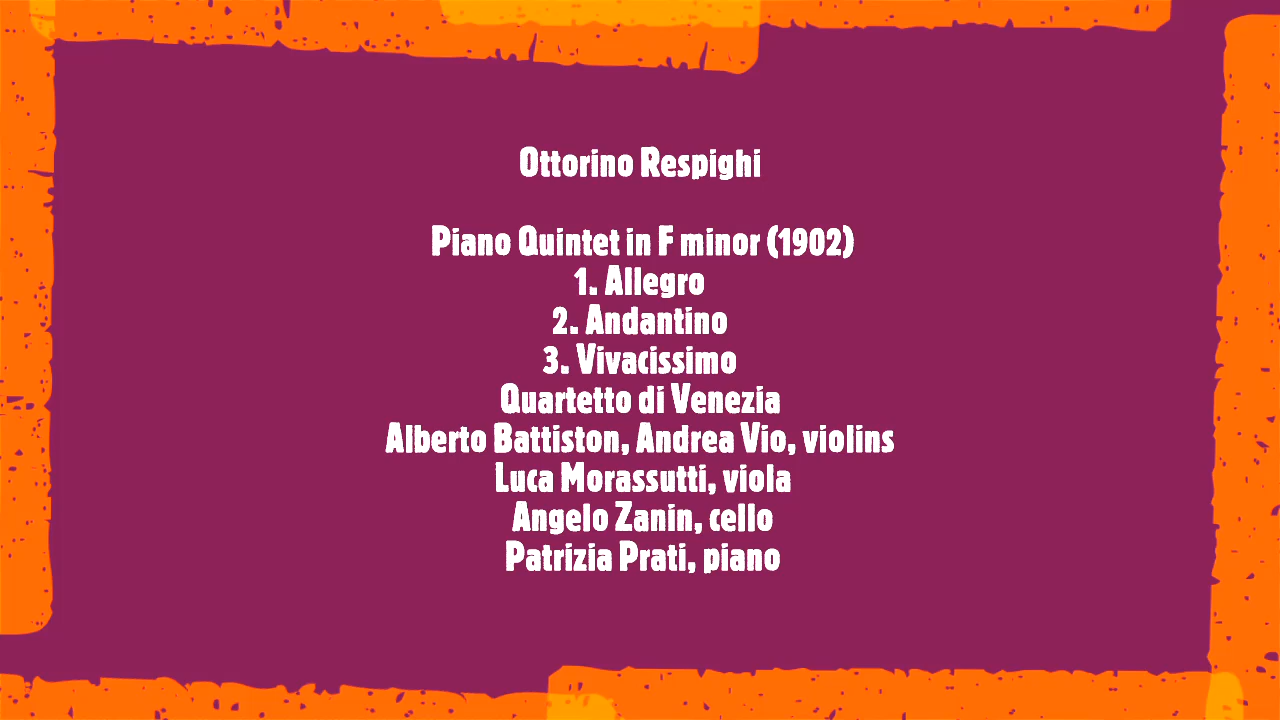 Ottorino Respighi
Piano Quintet in F minor (1902)
1. Allegro
2. Andantino
3. Vivacissimo
Quartetto di Venezia
Alberto Battiston, Andrea Vio, violins
Luca Morassutti, viola
Angelo Zanin, cello
Patrizia Prati, piano